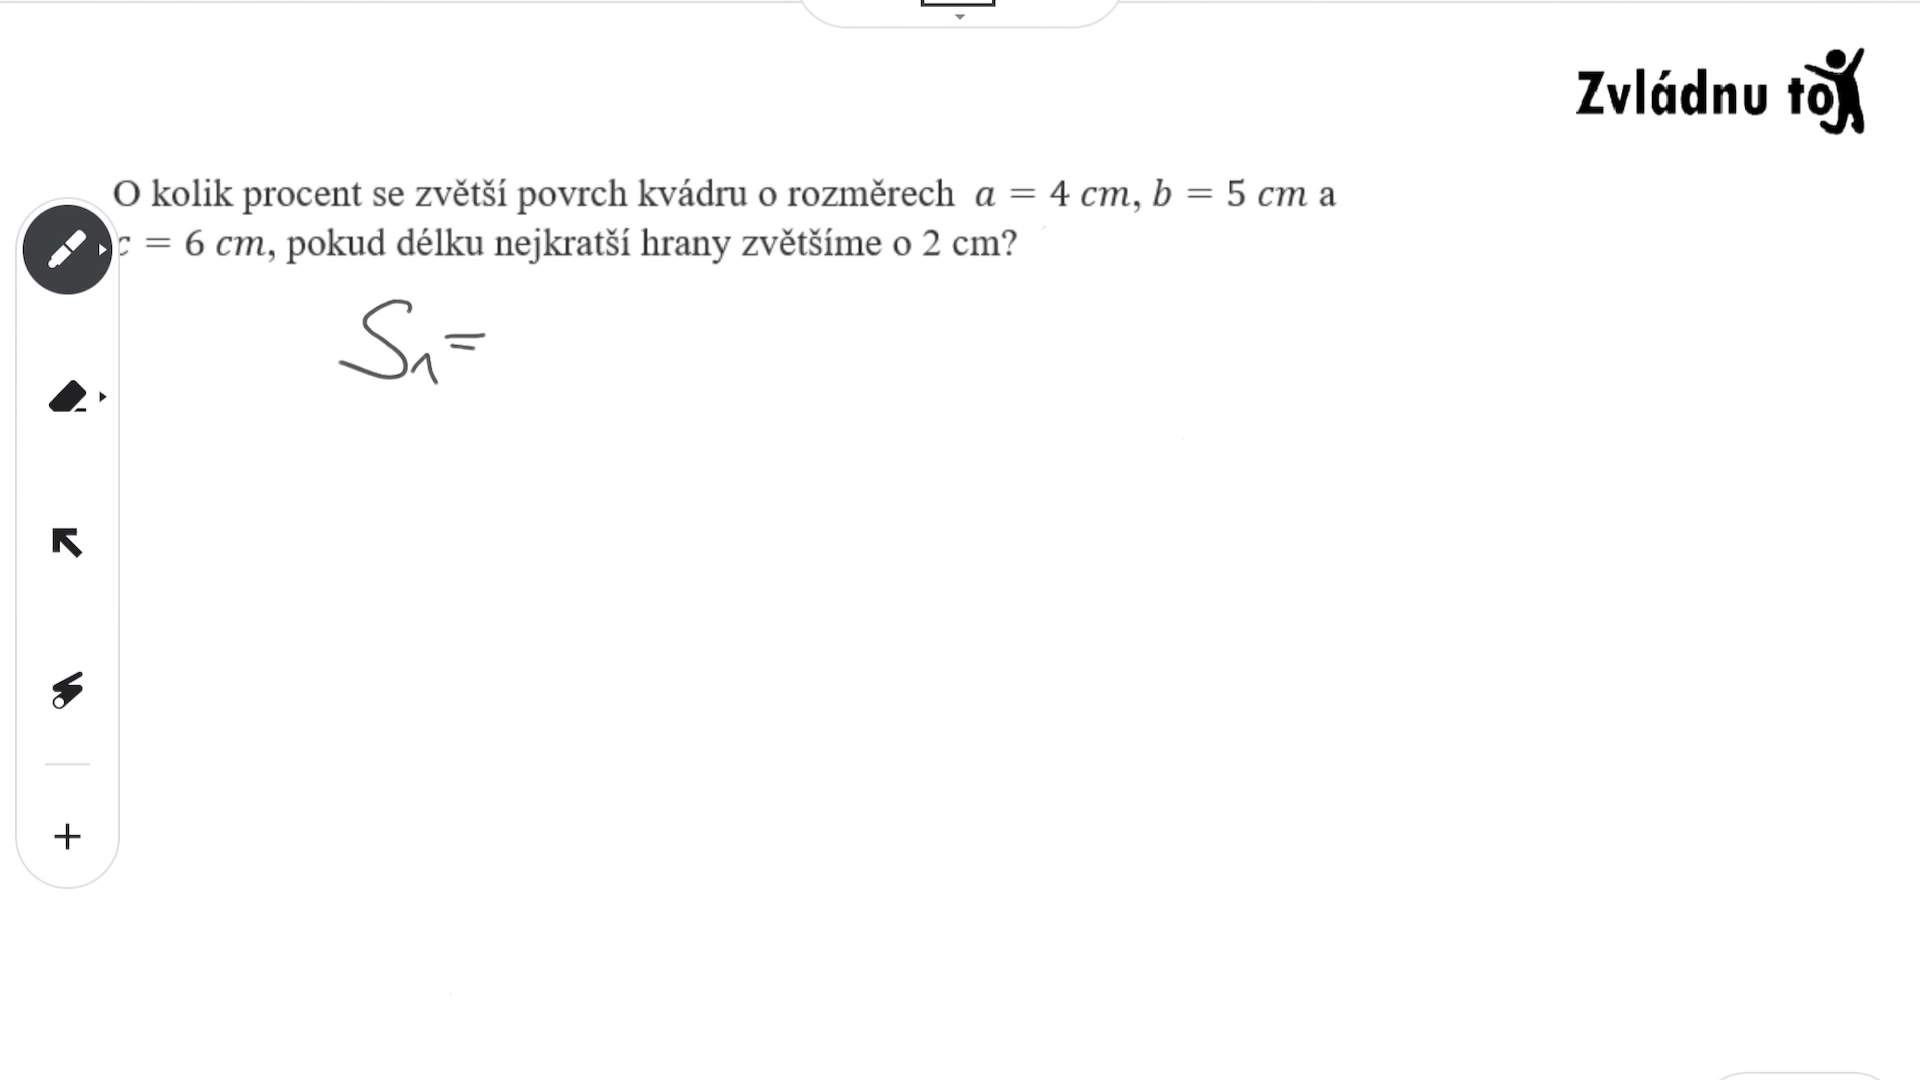 Zvládnu to
O kolik procent se zvětší povrch kvádru o rozměrech a = 4 cm, b = 5 cm a
c = 6 cm, pokud délku nejkratší hrany zvětšíme o 2 cm?
S₁ =